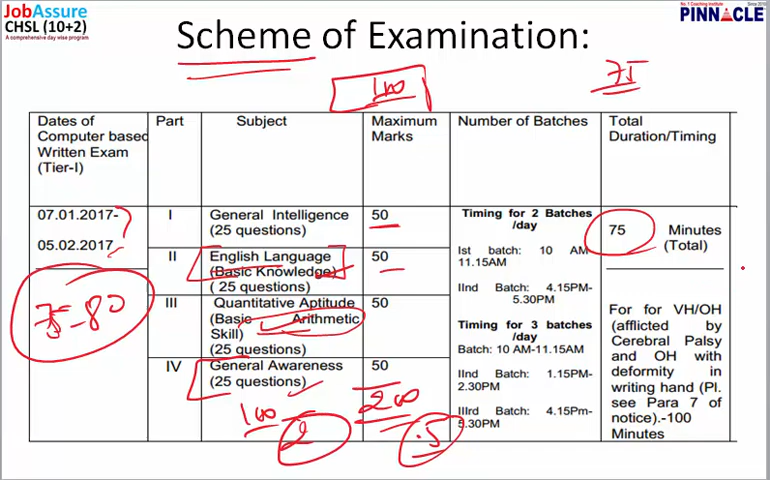 JobAssure
CHSL (10+2)
A comprehensive day wise program
No. 1 Coaching Institute
PINNACLE
Scheme of Examination:
100
75
Dates of Computer based Written Exam (Tier-I)
Part
Subject
Maximum Marks
Number of Batches
Total Duration/Timing
07.01.2017-
05.02.2017
I
General Intelligence
(25 questions)
50
II
English Language
(Basic Knowledge)
( 25 questions)
50
III
Quantitative Aptitude
(Basic Arithmetic
Skill)
(25 questions)
50
IV
General Awareness
(25 questions)
50
Timing for 2 Batches
/day
Ist batch: 10 AM-
11.15AM
IInd Batch: 4.15PM-
5.30PM
Timing for 3 batches
/day
Batch: 10 AM-11.15AM
IInd Batch: 1.15PM-
2.30PM
IIIrd Batch: 4.15Pm-
5.30PM
75 Minutes
(Total)
For for VH/OH
(afflicted by
Cerebral Palsy
and OH with
deformity in
writing hand (Pl.
see Para 7 of
notice).-100
Minutes
75-80
100
2
200
.5